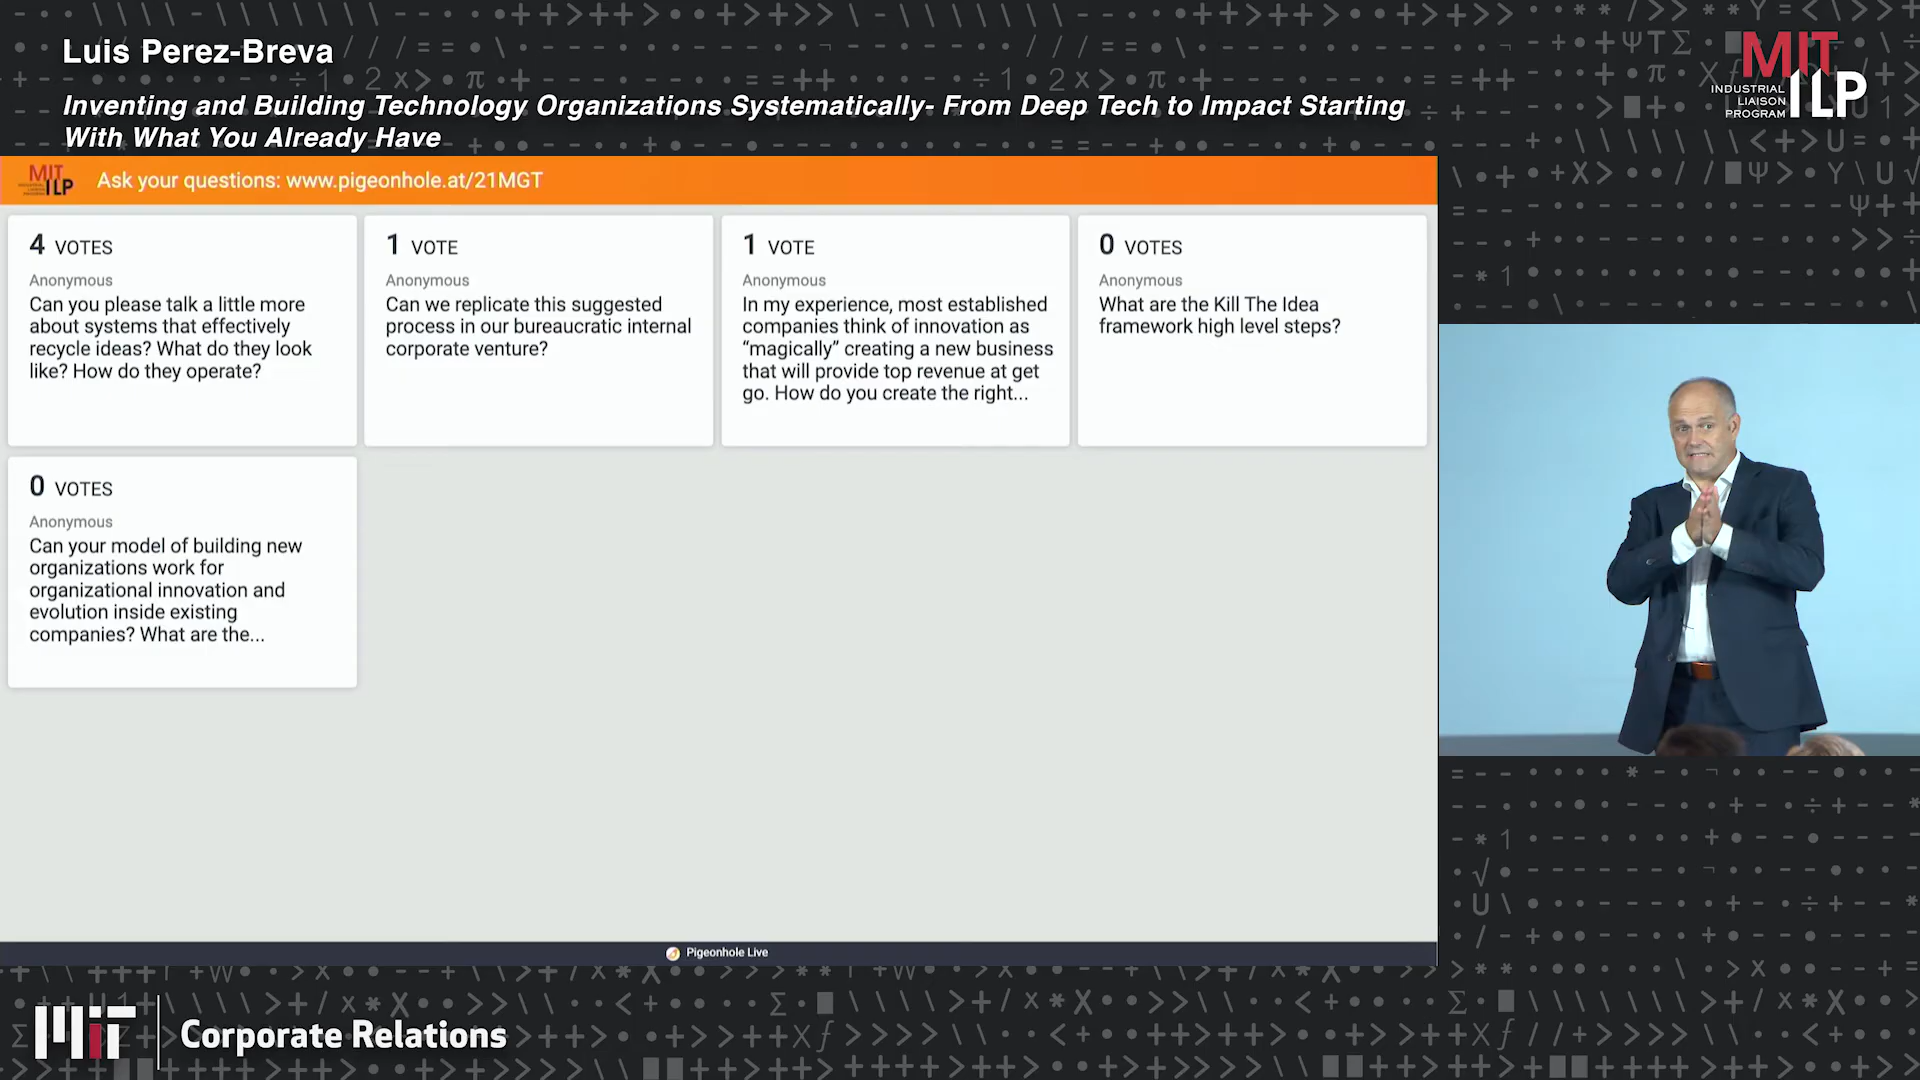 Luis Perez-Breva
Inventing and Building Technology Organizations Systematically- From Deep Tech to Impact Starting
With What You Already Have
MIT
INDUSTRIAL
LIAISON
PROGRAM
ILP
MIT
INDUSTRIAL
LIAISON
PROGRAM
ILP
Ask your questions: www.pigeonhole.at/21MGT
4 VOTES
Anonymous
Can you please talk a little more
about systems that effectively
recycle ideas? What do they look
like? How do they operate?
1 VOTE
Anonymous
Can we replicate this suggested
process in our bureaucratic internal
corporate venture?
1 VOTE
Anonymous
In my experience, most established
companies think of innovation as
“magically” creating a new business
that will provide top revenue at get
go. How do you create the right...
0 VOTES
Anonymous
What are the Kill The Idea
framework high level steps?
0 VOTES
Anonymous
Can your model of building new
organizations work for
organizational innovation and
evolution inside existing
companies? What are the...
Pigeonhole Live
MIT
Corporate Relations